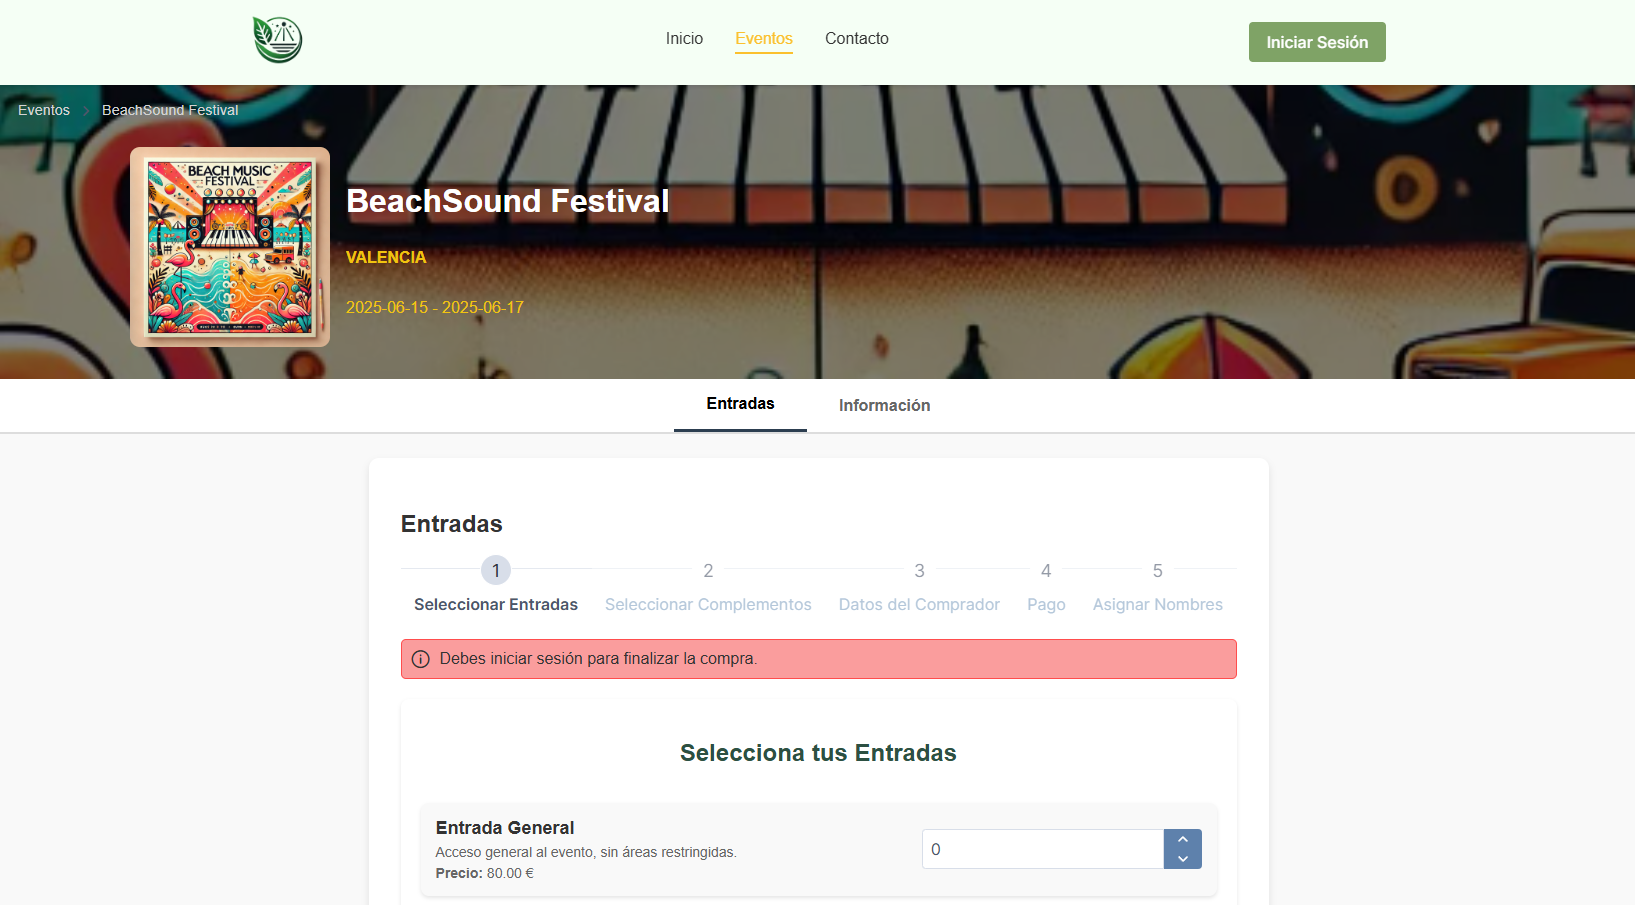 Inicio Eventos Contacto Iniciar Sesión
Eventos BeachSound Festival
BEACH MUSIC
FESTIVAL
BeachSound Festival
VALENCIA
2025-06-15 - 2025-06-17
Entradas Información
Entradas
1 2 3 4 5
Seleccionar Entradas Seleccionar Complementos Datos del Comprador Pago Asignar Nombres
Debes iniciar sesión para finalizar la compra.
Selecciona tus Entradas
Entrada General
Acceso general al evento, sin áreas restringidas.
Precio: 80.00 €
0